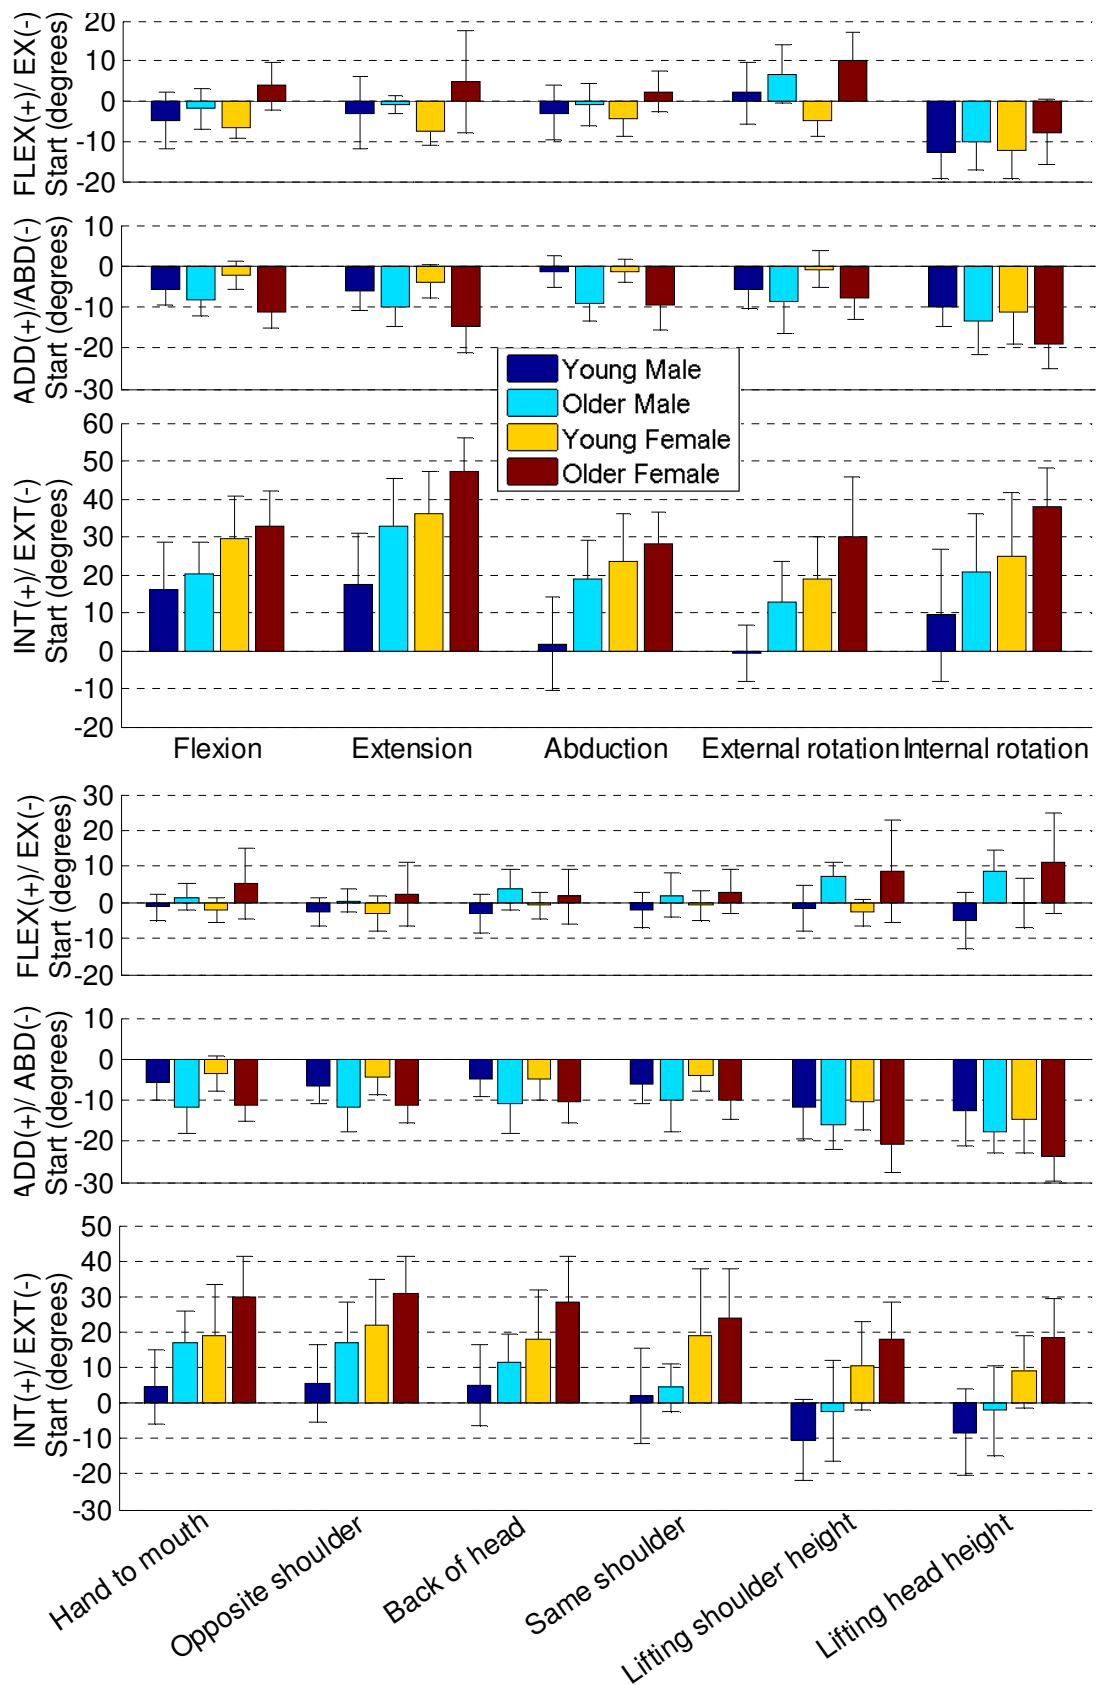 FLEX(+)/ EX(-)
Start (degrees)
20
10
0
-10
-20
ADD(+)/ABD(-)
Start (degrees)
10
0
-10
-20
-30
Young Male
Older Male
Young Female
Older Female
INT(+)/ EXT(-)
Start (degrees)
60
50
40
30
20
10
0
-10
-20
Flexion Extension Abduction External rotation Internal rotation
FLEX(+)/ EX(-)
Start (degrees)
30
20
10
0
-10
-20
ADD(+)/ ABD(-)
Start (degrees)
10
0
-10
-20
-30
INT(+)/ EXT(-)
Start (degrees)
50
40
30
20
10
0
-10
-20
-30
Hand to mouth
Opposite shoulder
Back of head
Same shoulder
Lifting shoulder height
Lifting head height